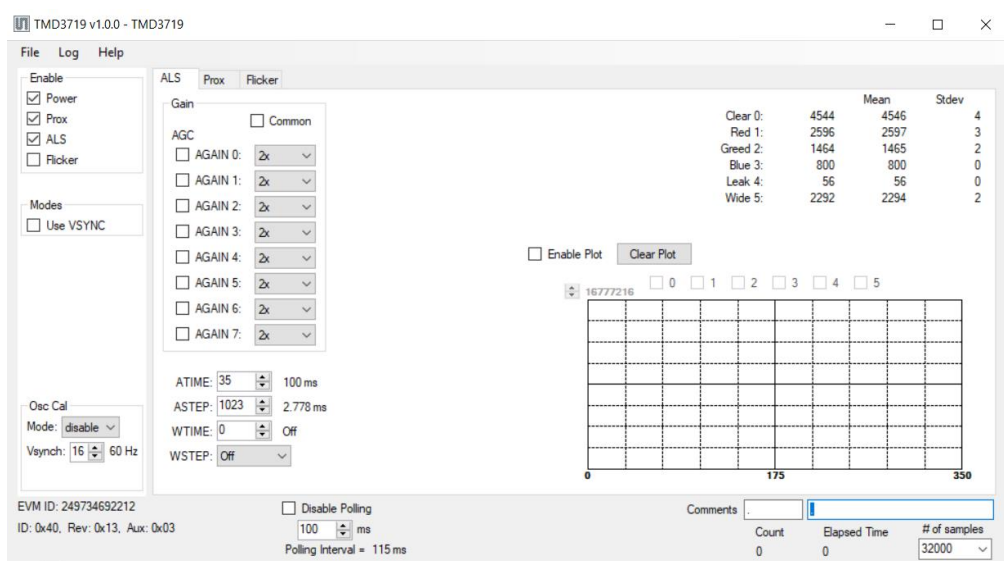 TMD3719 v1.0.0 - TMD3719
File Log Help
Enable
Power
Prox
ALS
Flicker
Modes
Use VSYNC
Osc Cal
Mode: disable
Vsynch: 16 60 Hz
ALS Prox Flicker
Gain
Common
AGC
AGAIN 0: 2x
AGAIN 1: 2x
AGAIN 2: 2x
AGAIN 3: 2x
AGAIN 4: 2x
AGAIN 5: 2x
AGAIN 6: 2x
AGAIN 7: 2x
ATIME: 35 100 ms
ASTEP: 1023 2.778 ms
WTIME: 0 Off
WSTEP: Off
Mean Stdev
Clear 0: 4544 4546 4
Red 1: 2596 2597 3
Greed 2: 1464 1465 2
Blue 3: 800 800 0
Leak 4: 56 56 0
Wide 5: 2292 2294 2
Enable Plot Clear Plot
0 1 2 3 4 5
16777216
0 175 350
EVM ID: 249734692212
ID: 0x40, Rev: 0x13, Aux: 0x03
Disable Polling
100 ms
Polling Interval = 115 ms
Comments . .
Count Elapsed Time # of samples
0 0 32000